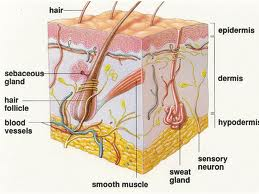 hair
epidermis
sebaceous
gland
dermis
hair
follicle
blood
vessels
hypodermis
sensory
neuron
sweat
gland
smooth muscle